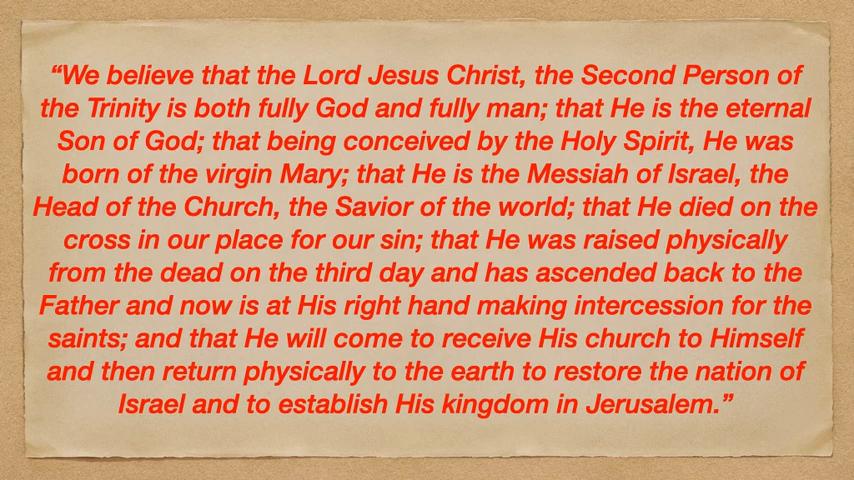 “We believe that the Lord Jesus Christ, the Second Person of
the Trinity is both fully God and fully man; that He is the eternal
Son of God; that being conceived by the Holy Spirit, He was
born of the virgin Mary; that He is the Messiah of Israel, the
Head of the Church, the Savior of the world; that He died on the
cross in our place for our sin; that He was raised physically
from the dead on the third day and has ascended back to the
Father and now is at His right hand making intercession for the
saints; and that He will come to receive His church to Himself
and then return physically to the earth to restore the nation of
Israel and to establish His kingdom in Jerusalem.”